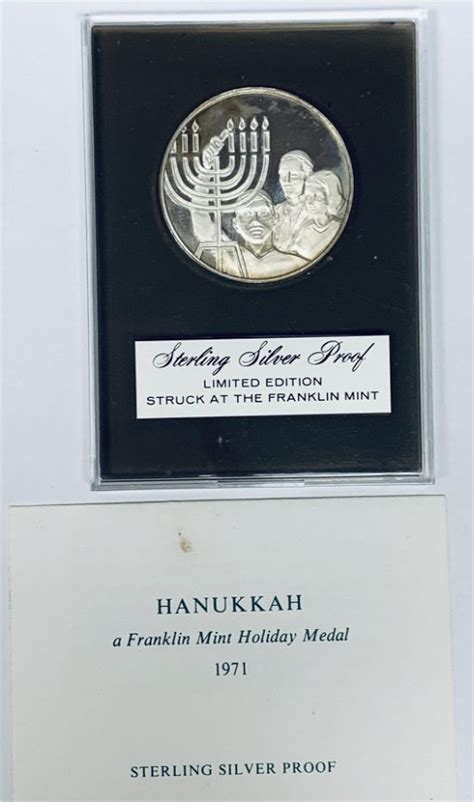 Sterling Silver Proof
LIMITED EDITION
STRUCK AT THE FRANKLIN MINT
HANUKKAH
a Franklin Mint Holiday Medal
1971
STERLING SILVER PROOF